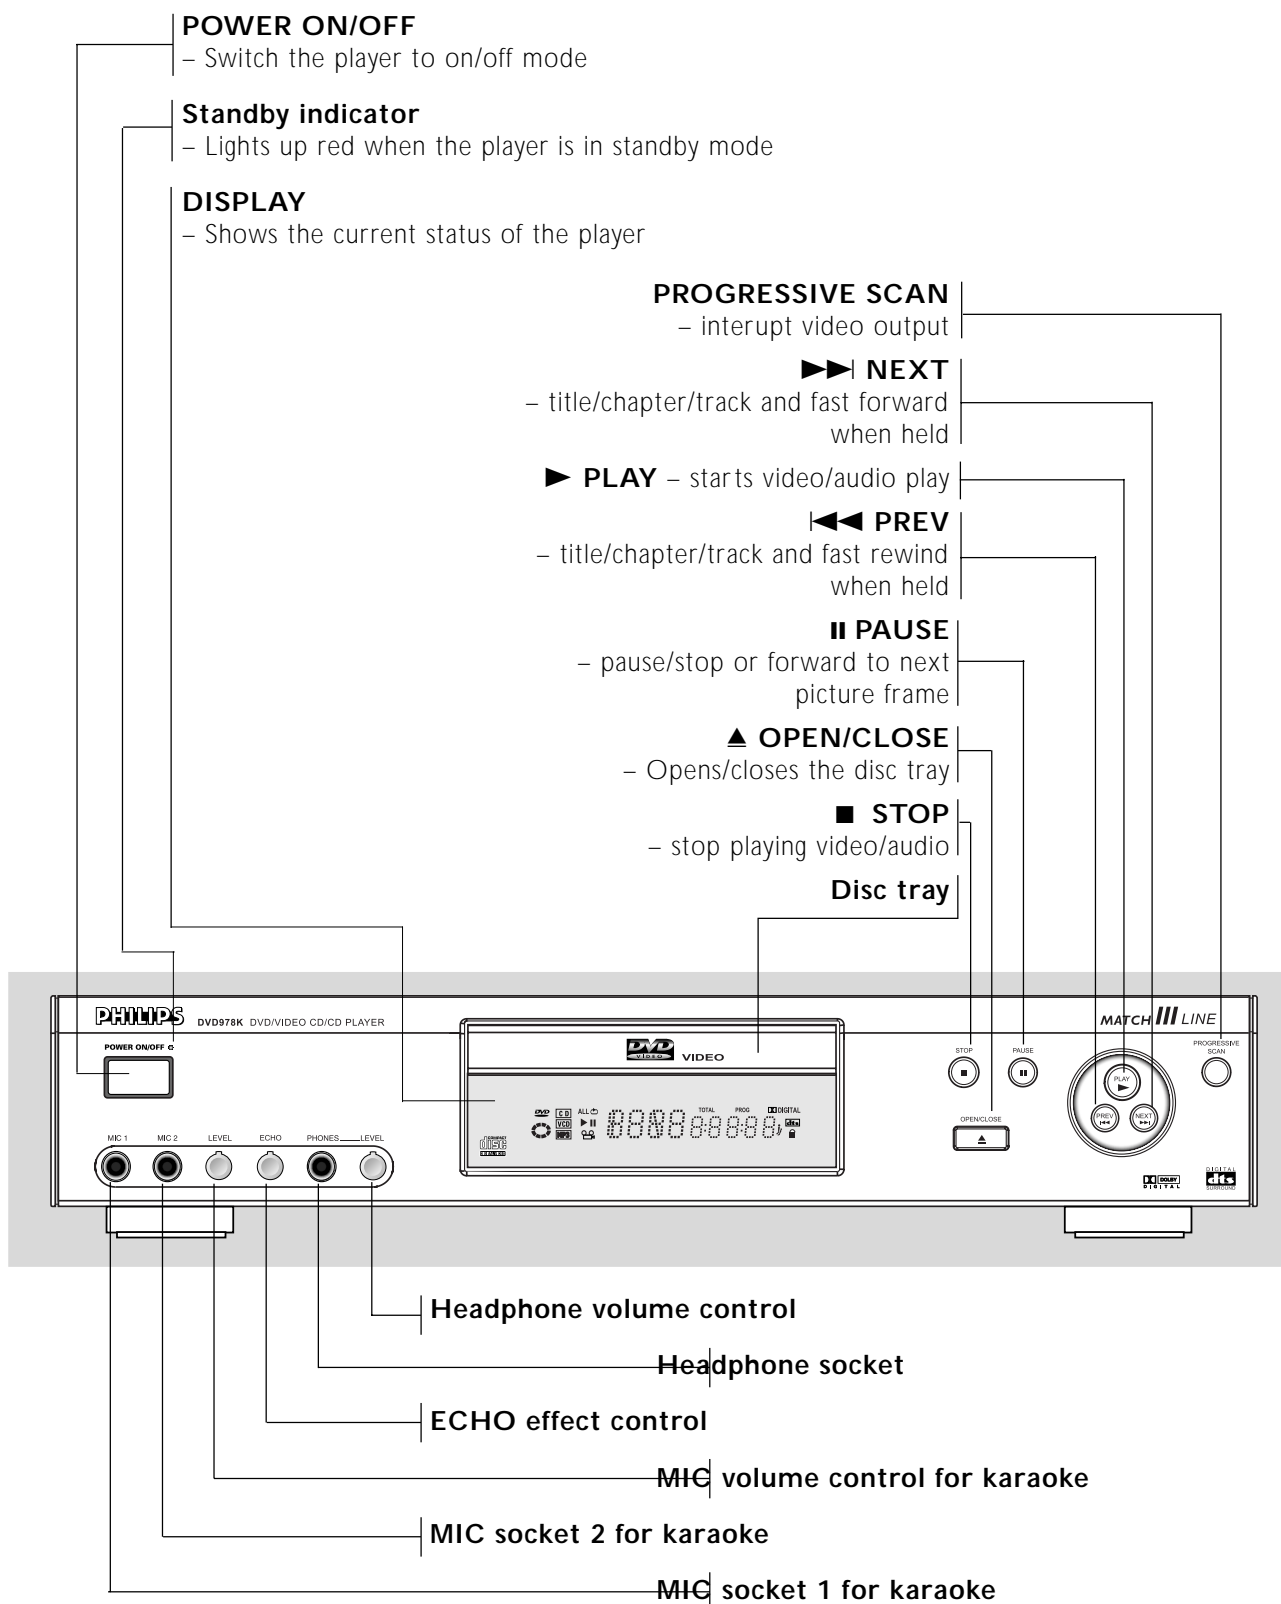 POWER ON/OFF
– Switch the player to on/off mode
Standby indicator
– Lights up red when the player is in standby mode
DISPLAY
– Shows the current status of the player
PROGRESSIVE SCAN
– interupt video output
►►| NEXT
– title/chapter/track and fast forward
when held
► PLAY – starts video/audio play
|◄◄ PREV
– title/chapter/track and fast rewind
when held
II PAUSE
– pause/stop or forward to next
picture frame
▲ OPEN/CLOSE
– Opens/closes the disc tray
■ STOP
– stop playing video/audio
Disc tray
PHILIPS
DVD978K DVD/VIDEO CD/CD PLAYER
MATCH LINE
POWER ON/OFF
DVD
VIDEO
VIDEO
STOP
PAUSE
PROGRESSIVE
SCAN
PLAY
PREV
NEXT
OPEN/CLOSE
DVD
CD
VCD
MP3
ALL
TOTAL
PROG
DIGITAL
dts
COMPACT
disc
MIC 1
MIC 2
LEVEL
ECHO
PHONES
LEVEL
DOLBY
DIGITAL
DIGITAL
dts
SURROUND
Headphone volume control
Headphone socket
ECHO effect control
MIC volume control for karaoke
MIC socket 2 for karaoke
MIC socket 1 for karaoke